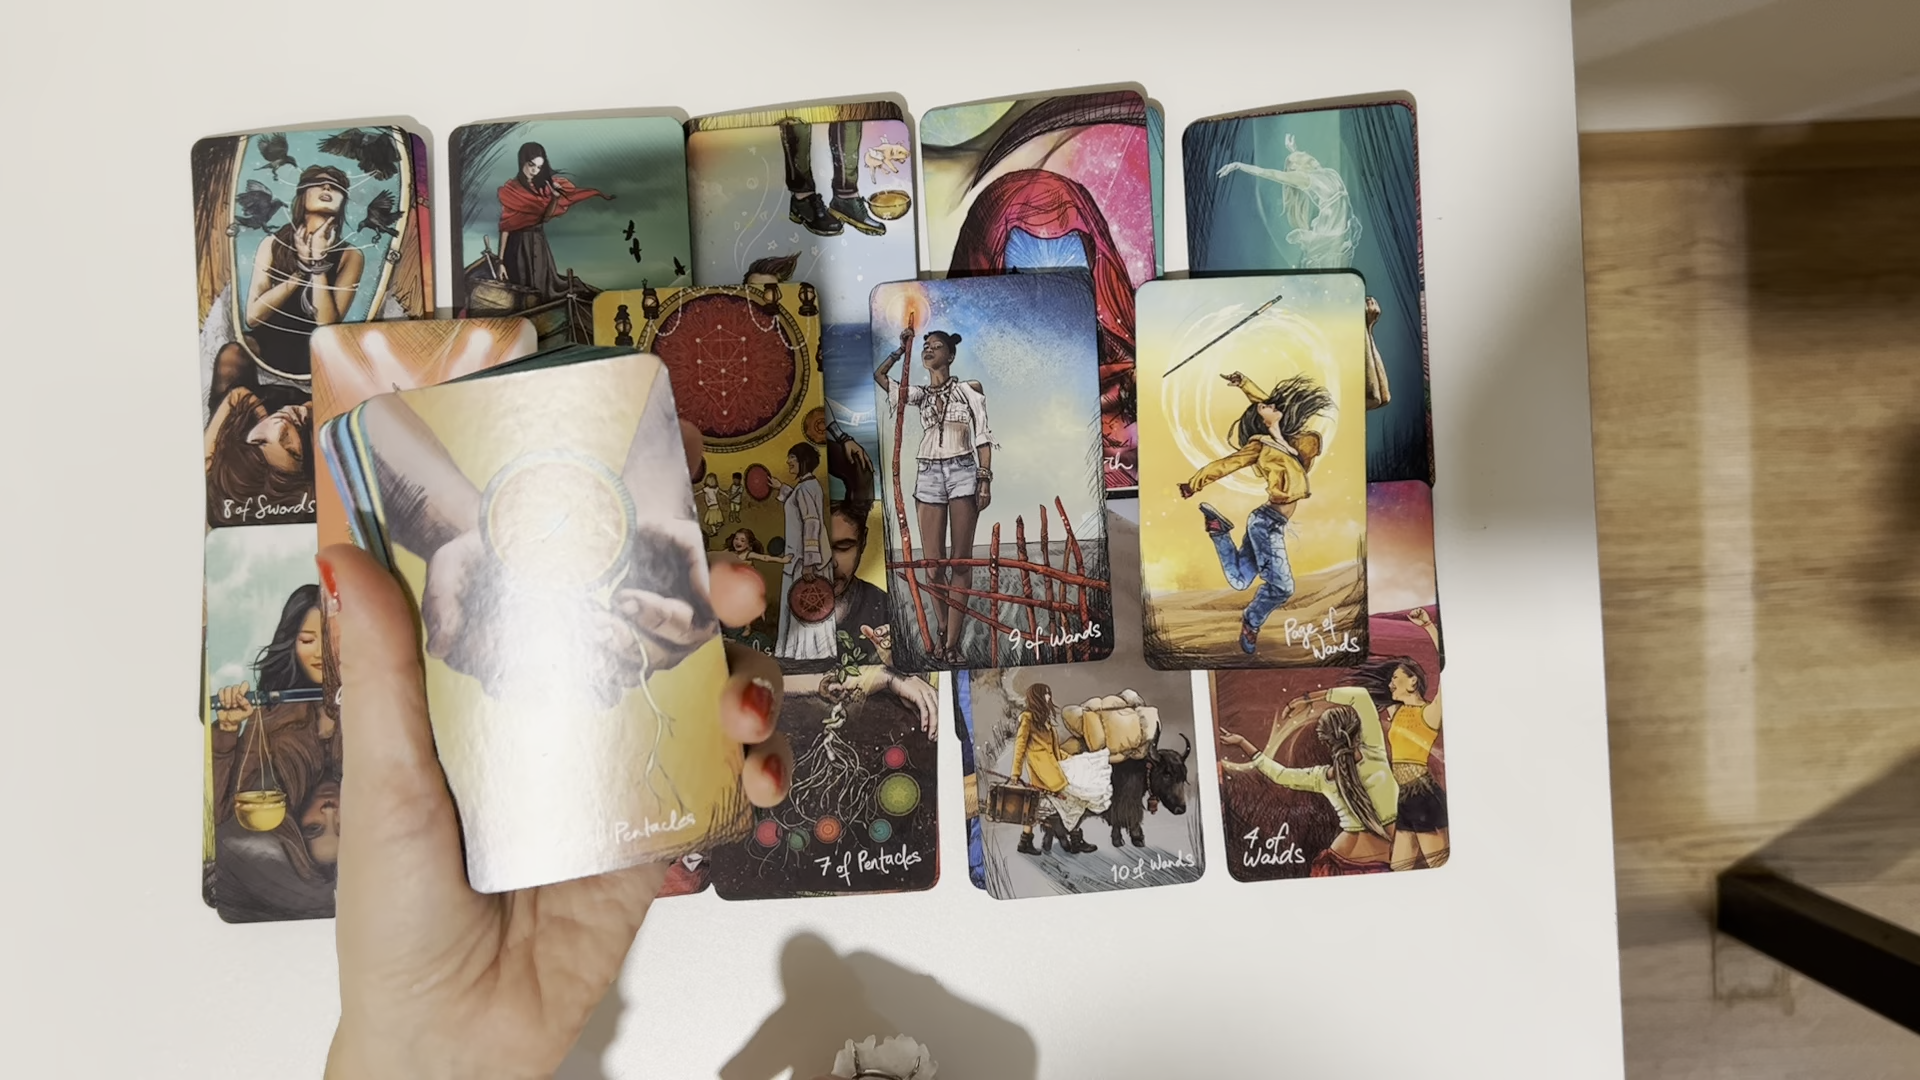 8 of Swords
9 of Wands
Page of
Wands
Pentacles
7 of Pentacles
10 of Wands
4 of
Wands